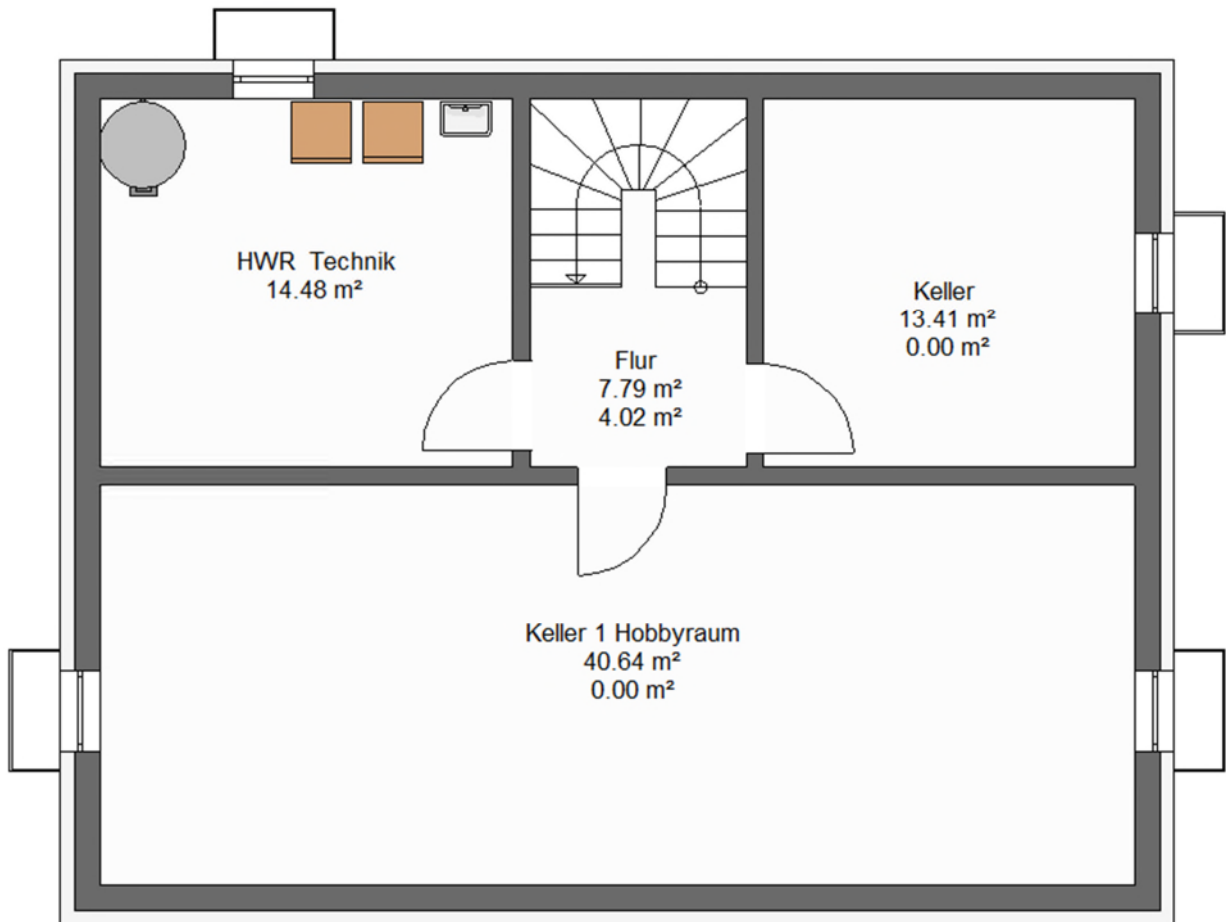 HWR  Technik
14.48 m²
Keller
13.41 m²
0.00 m²
Flur
7.79 m²
4.02 m²
Keller 1 Hobbyraum
40.64 m²
0.00 m²